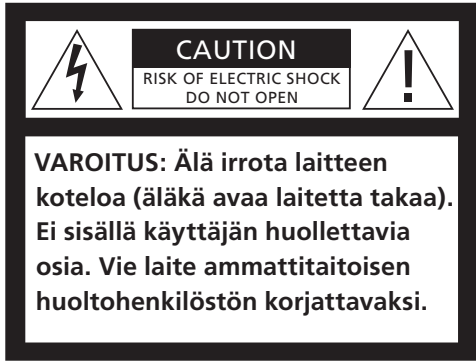 CAUTION
RISK OF ELECTRIC SHOCK
DO NOT OPEN
VAROITUS: Älä irrota laitteen
koteloa (äläkä avaa laitetta takaa).
Ei sisällä käyttäjän huollettavia
osia. Vie laite ammattitaitoisen
huoltohenkilöstön korjattavaksi.